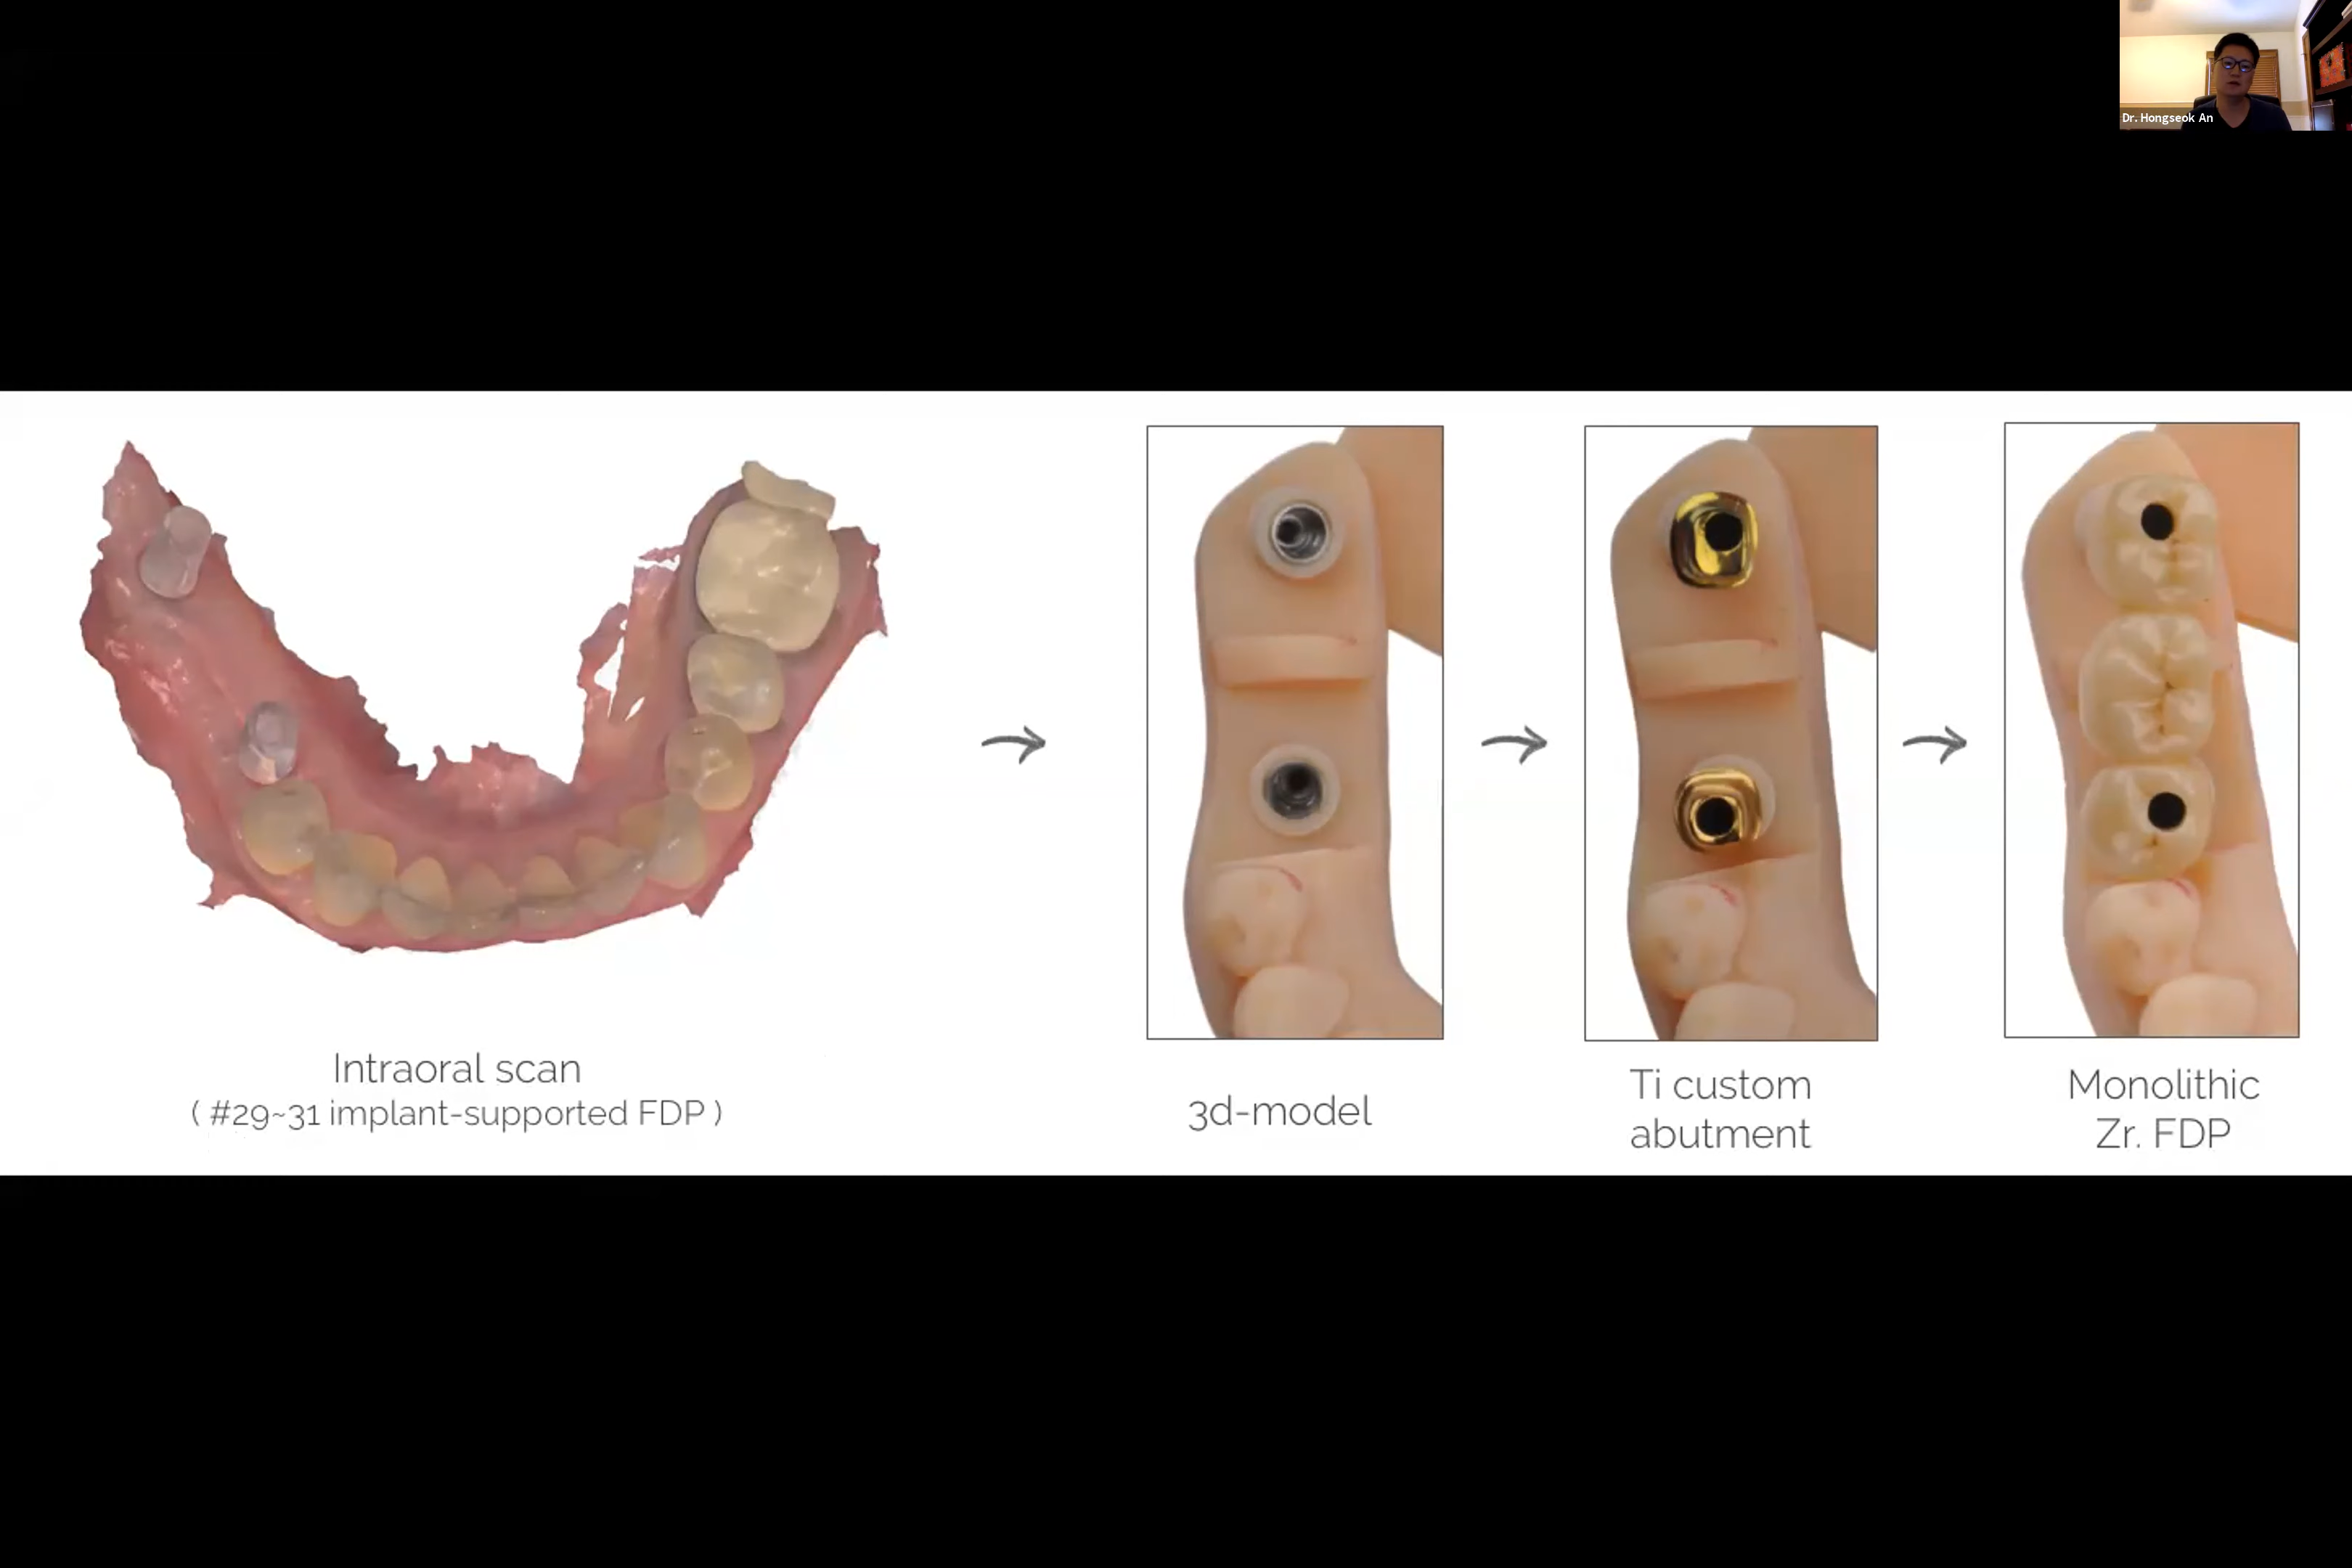 Dr. Hongseok An
Intraoral scan
( #29~31 implant-supported FDP )
3d-model
Ti custom
abutment
Monolithic
Zr. FDP